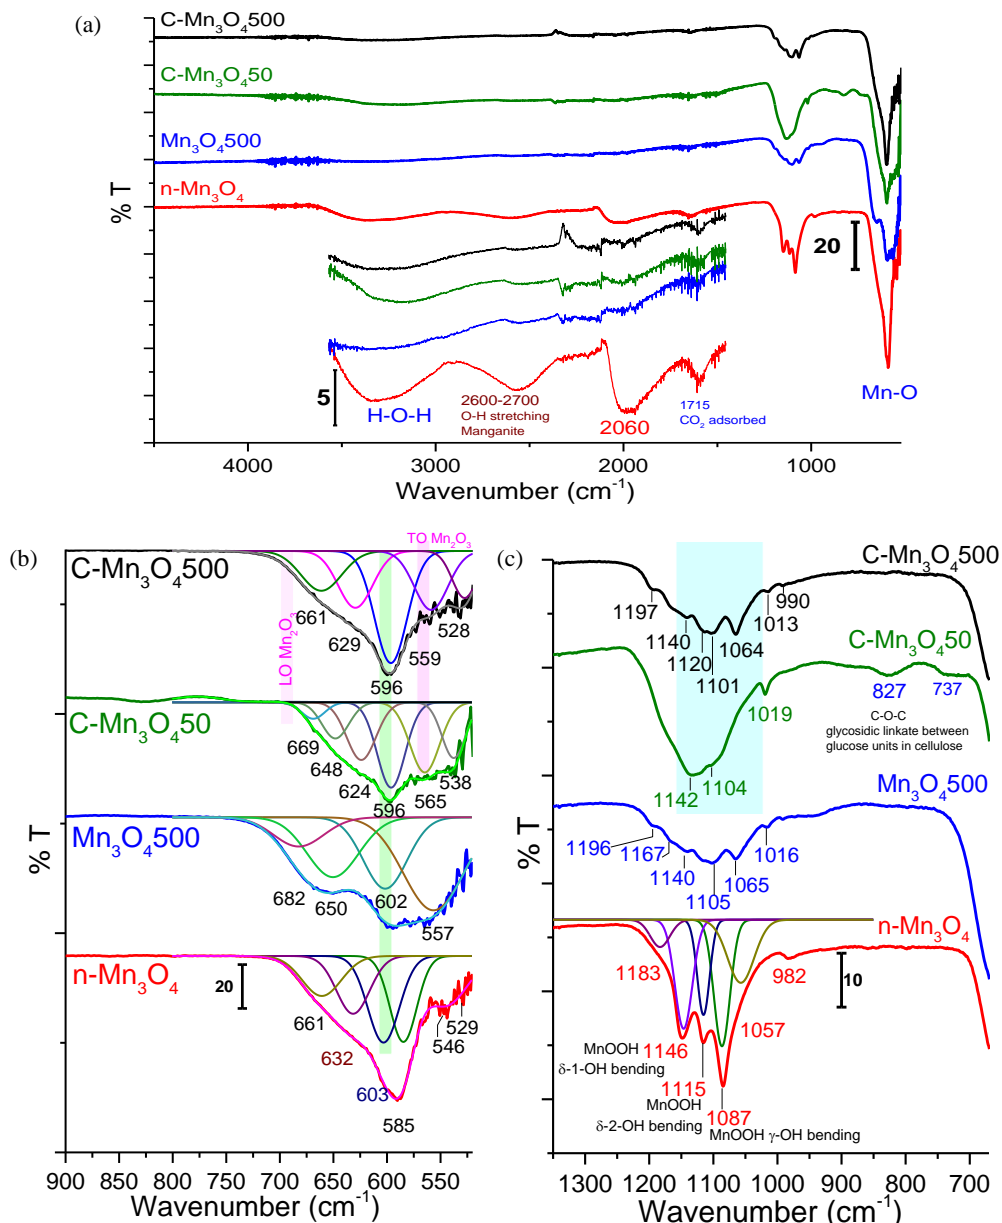 (a)
C-Mn3O4500
C-Mn3O450
Mn3O4500
n-Mn3O4
% T
20
5
H-O-H
2600-2700
O-H stretching
Manganite
2060
1715
CO2 adsorbed
Mn-O
4000 3000 2000 1000
Wavenumber (cm-1)
(b)
TO Mn2O3
C-Mn3O4500
LO Mn2O3
661
629
596
559
528
C-Mn3O450
669
648
624
596
565
538
Mn3O4500
682
650
602
557
n-Mn3O4
20
661
632
603
585
546
529
% T
900 850 800 750 700 650 600 550
Wavenumber (cm-1)
(c)
C-Mn3O4500
1197
1140
1120
1101
1064
1013
990
C-Mn3O450
1142
1104
1019
827
737
C-O-C
glycosidic linkate between
glucose units in cellulose
Mn3O4500
1196
1167
1140
1105
1065
1016
n-Mn3O4
1183
982
10
1057
MnOOH 1146
δ-1-OH bending
1115
MnOOH
δ-2-OH bending
1087
MnOOH γ-OH bending
% T
1300 1200 1100 1000 900 800 700
Wavenumber (cm-1)